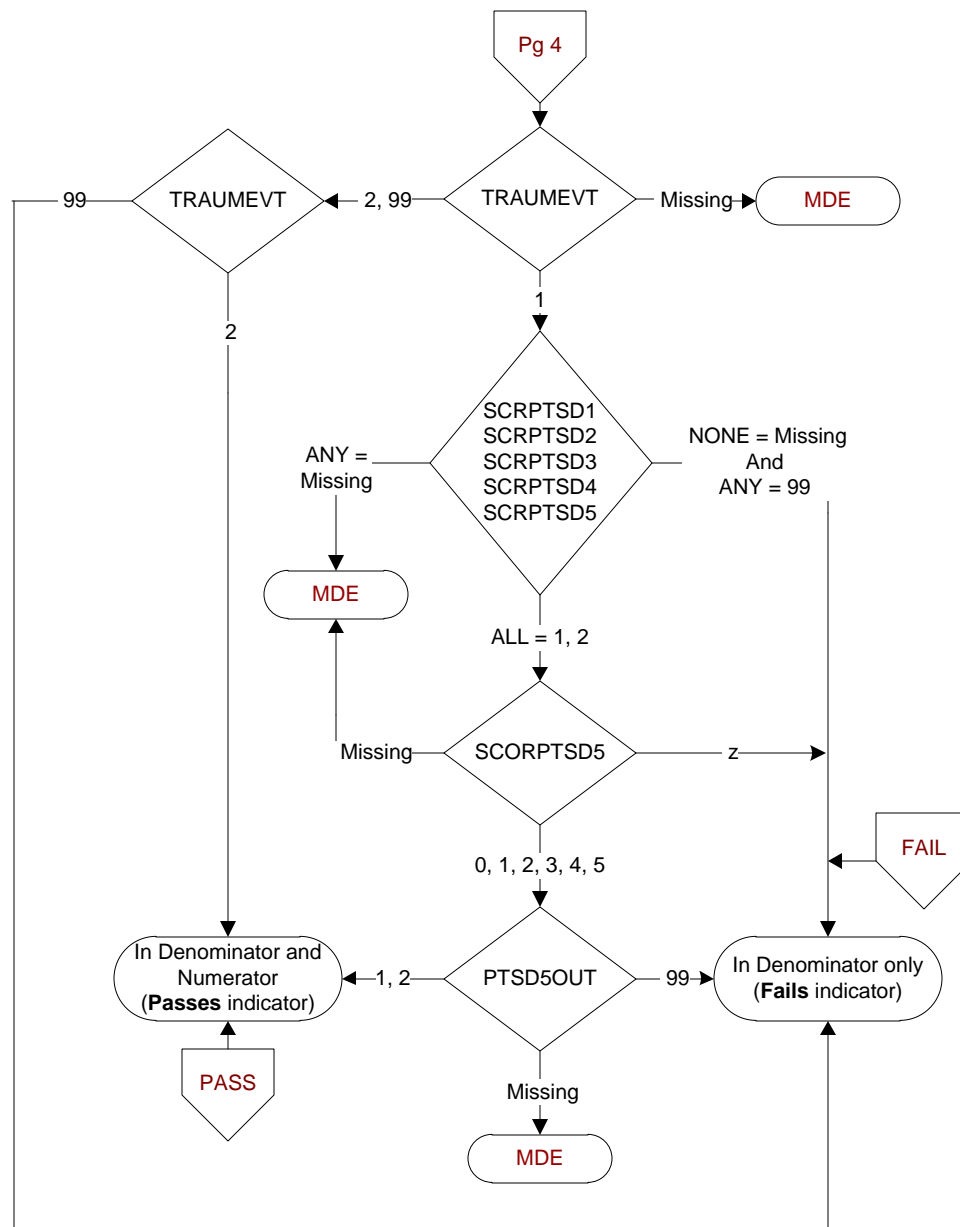 Pg 4
TRAUMEVT
TRAUMEVT
99
2, 99
Missing
MDE
1
2
SCRPTSD1
SCRPTSD2
SCRPTSD3
SCRPTSD4
SCRPTSD5
ANY =
Missing
NONE = Missing
And
ANY = 99
MDE
ALL = 1, 2
Missing
SCORPTSD5
z
FAIL
0, 1, 2, 3, 4, 5
In Denominator and
Numerator
(Passes indicator)
1, 2
PTSD5OUT
99
In Denominator only
(Fails indicator)
PASS
Missing
MDE